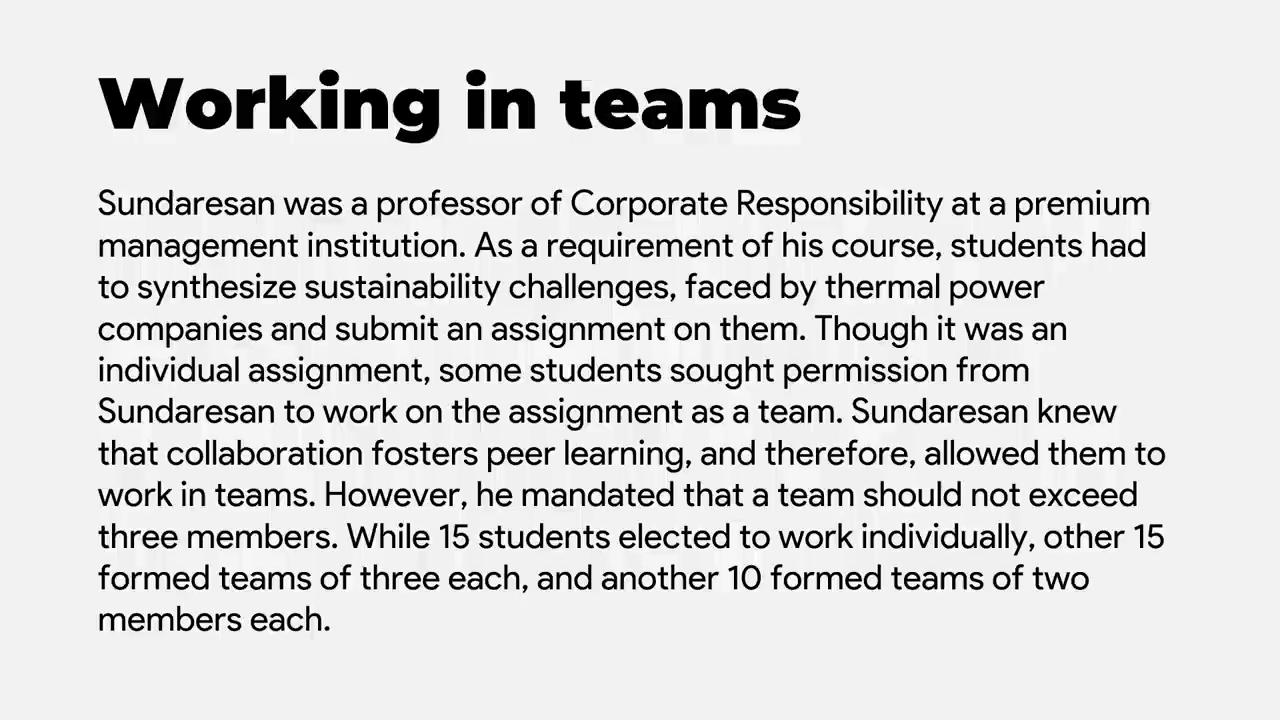 Working in teams
Sundaresan was a professor of Corporate Responsibility at a premium
management institution. As a requirement of his course, students had
to synthesize sustainability challenges, faced by thermal power
companies and submit an assignment on them. Though it was an
individual assignment, some students sought permission from
Sundaresan to work on the assignment as a team. Sundaresan knew
that collaboration fosters peer learning, and therefore, allowed them to
work in teams. However, he mandated that a team should not exceed
three members. While 15 students elected to work individually, other 15
formed teams of three each, and another 10 formed teams of two
members each.